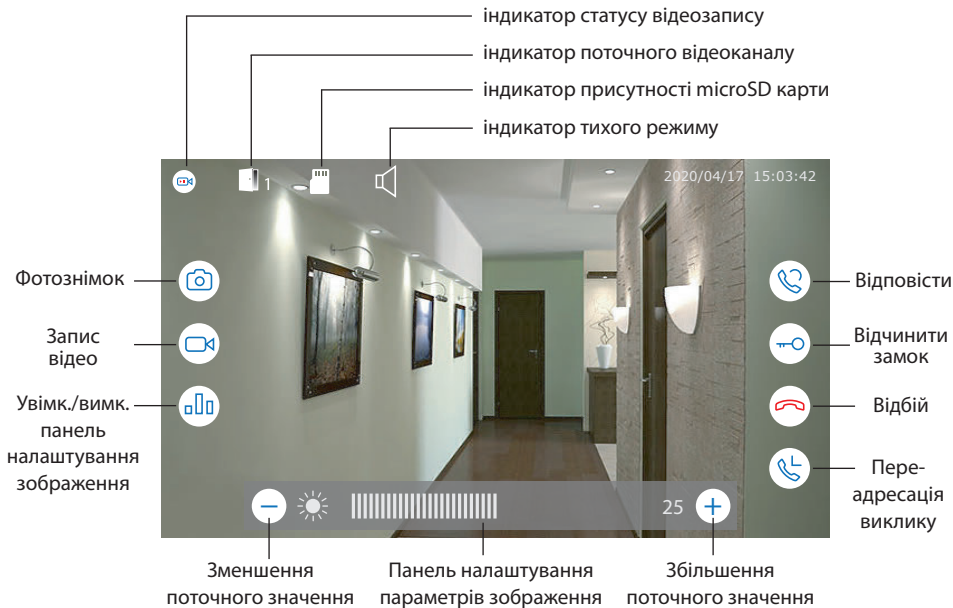 індикатор статусу відеозапису
індикатор поточного відеоканалу
індикатор присутності microSD карти
індикатор тихого режиму
1
2020/04/17 15:03:42
Фотознімок
Запис
відео
Увімк./вимк.
панель
налаштування
зображення
Відповісти
Відчинити
замок
Відбій
Пере-
адресація
виклику
25
Зменшення
поточного значення
Панель налаштування
параметрів зображення
Збільшення
поточного значення